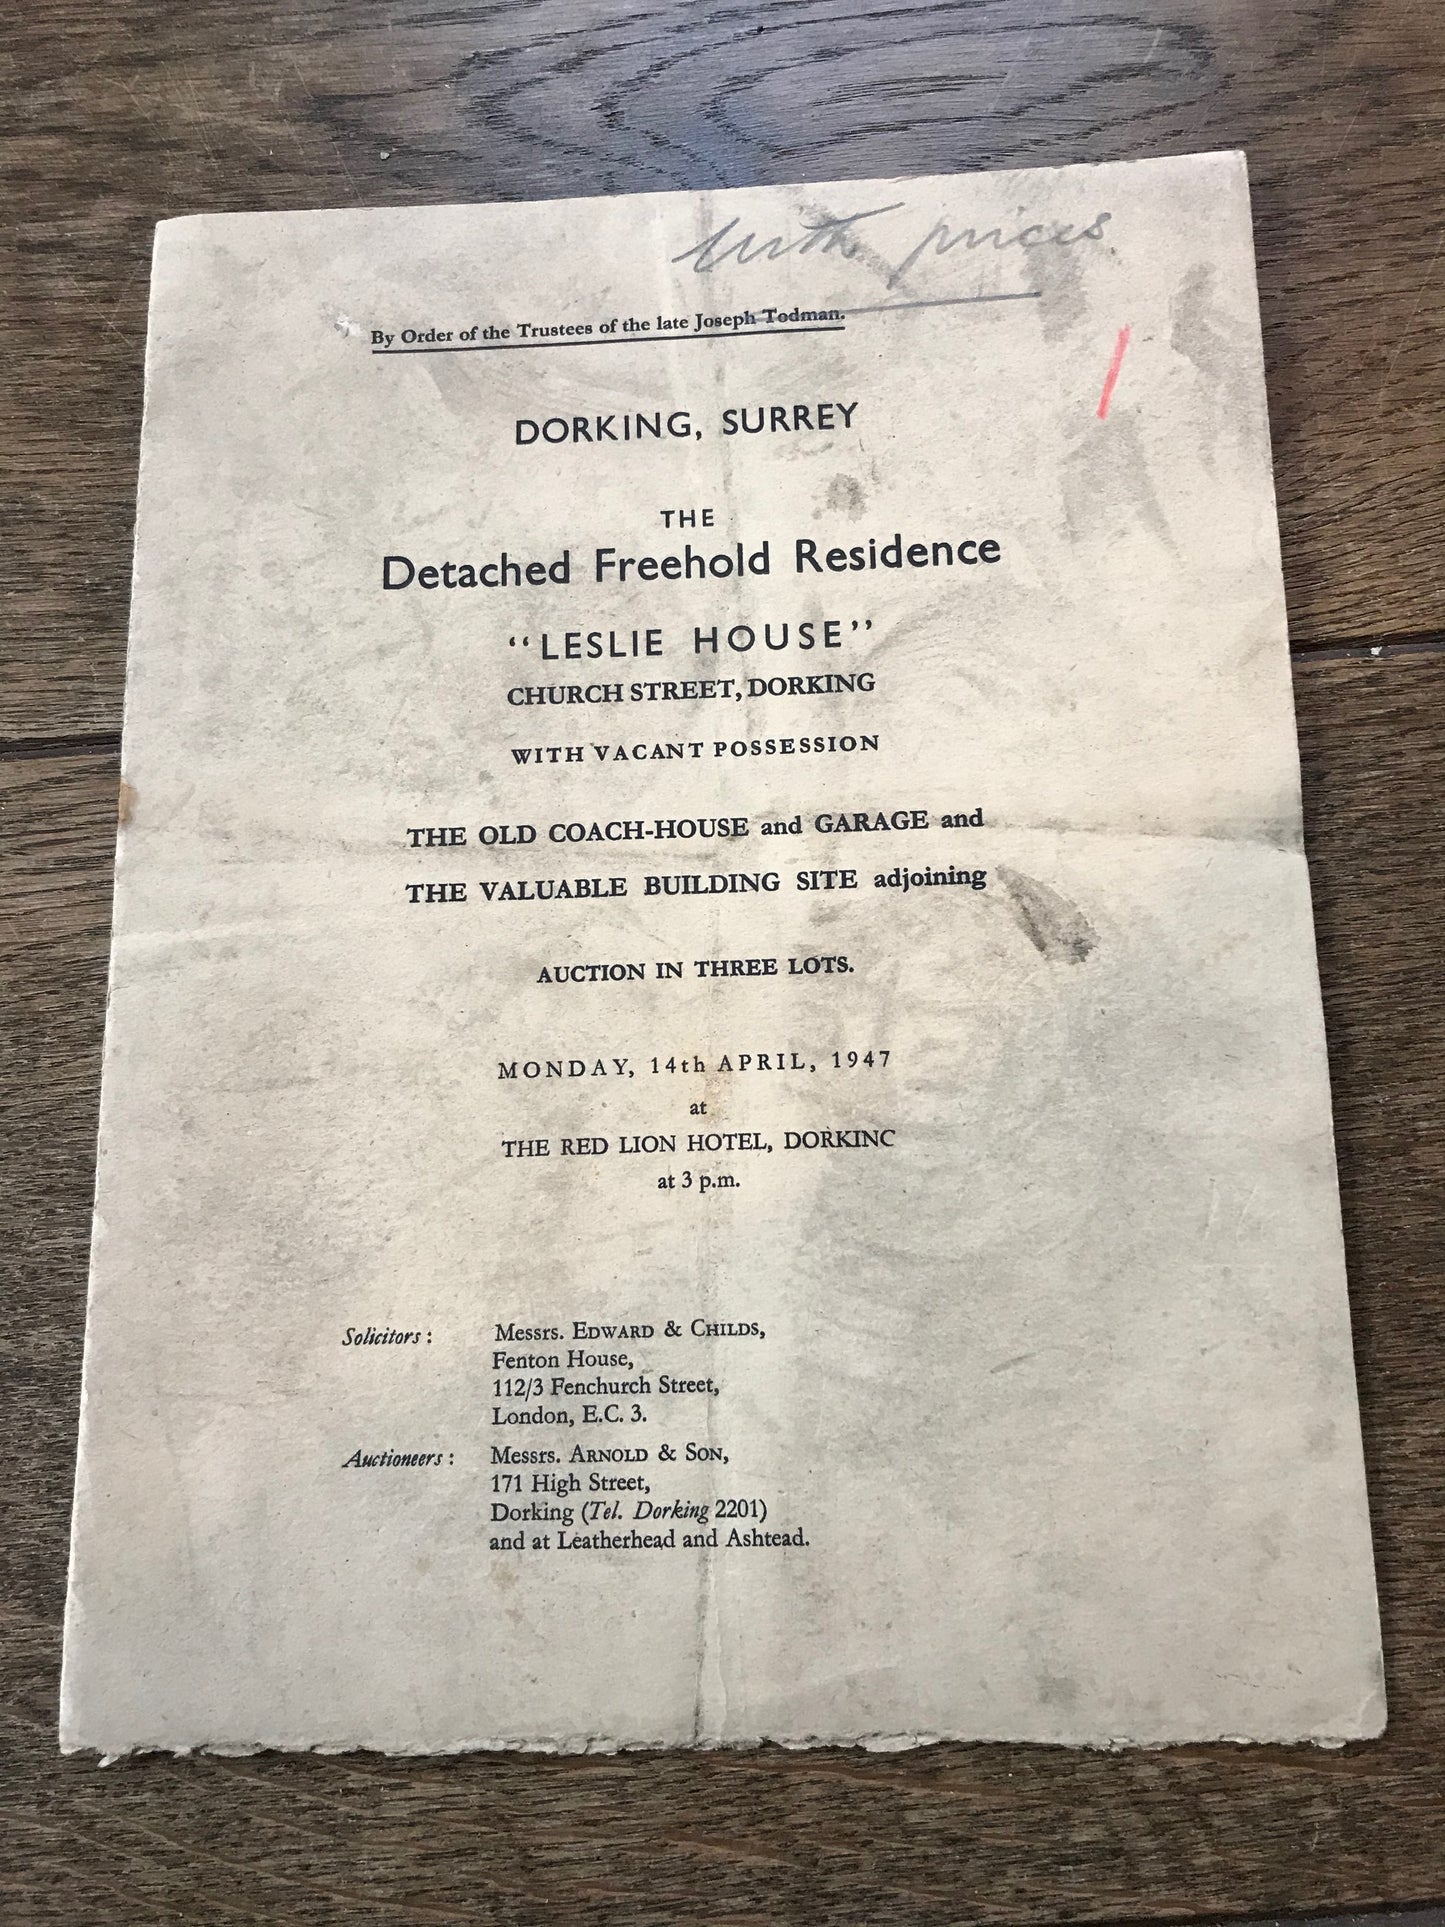 with prices
By Order of the Trustees of the late Joseph Todman.
DORKING, SURREY
THE
Detached Freehold Residence
“LESLIE HOUSE”
CHURCH STREET, DORKING
WITH VACANT POSSESSION
THE OLD COACH-HOUSE and GARAGE and
THE VALUABLE BUILDING SITE adjoining
AUCTION IN THREE LOTS.
MONDAY, 14th APRIL, 1947
at
THE RED LION HOTEL, DORKINC
at 3 p.m.
Solicitors: Messrs. EDWARD & CHILDS,
Fenton House,
112/3 Fenchurch Street,
London, E.C. 3.
Auctioneers: Messrs. ARNOLD & SON,
171 High Street,
Dorking (Tel. Dorking 2201)
and at Leatherhead and Ashtead.